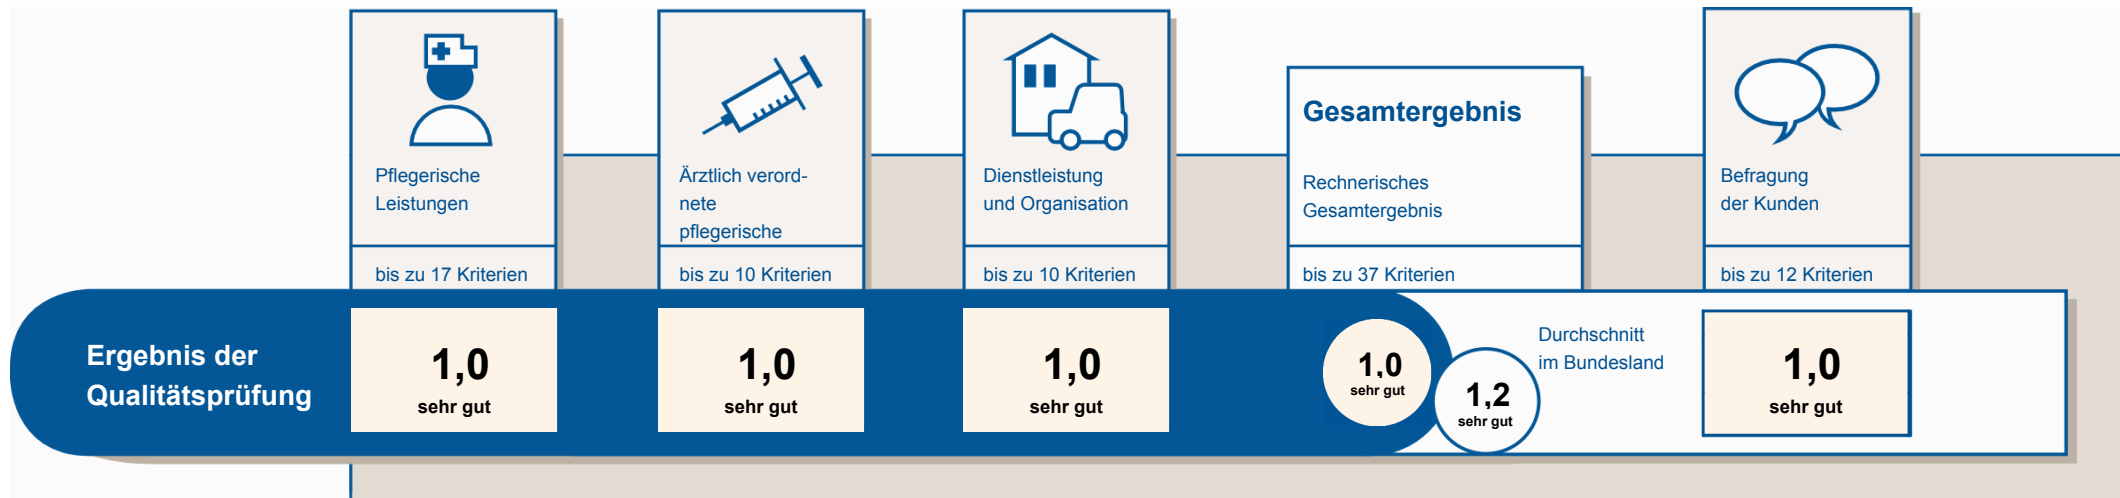 Pflegerische
Leistungen
bis zu 17 Kriterien
Ärztlich verord-
nete
pflegerische
bis zu 10 Kriterien
Dienstleistung
und Organisation
bis zu 10 Kriterien
Gesamtergebnis
Rechnerisches
Gesamtergebnis
bis zu 37 Kriterien
Befragung
der Kunden
bis zu 12 Kriterien
Ergebnis der
Qualitätsprüfung
1,0
sehr gut
1,0
sehr gut
1,0
sehr gut
1,0
sehr gut
1,2
sehr gut
Durchschnitt
im Bundesland
1,0
sehr gut